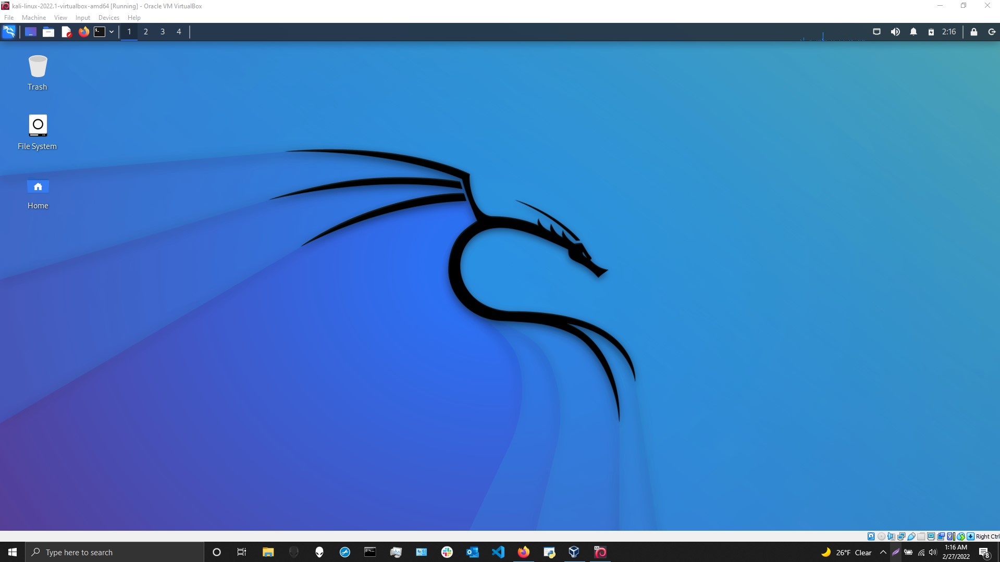 kali-linux-2022.1-virtualbox-amd64 [Running] - Oracle VM VirtualBox
File Machine View Input Devices Help
1 2 3 4 2:16
Trash
File System
Home
Right Ctrl
Type here to search
26°F Clear
1:16 AM
2/27/2022
8